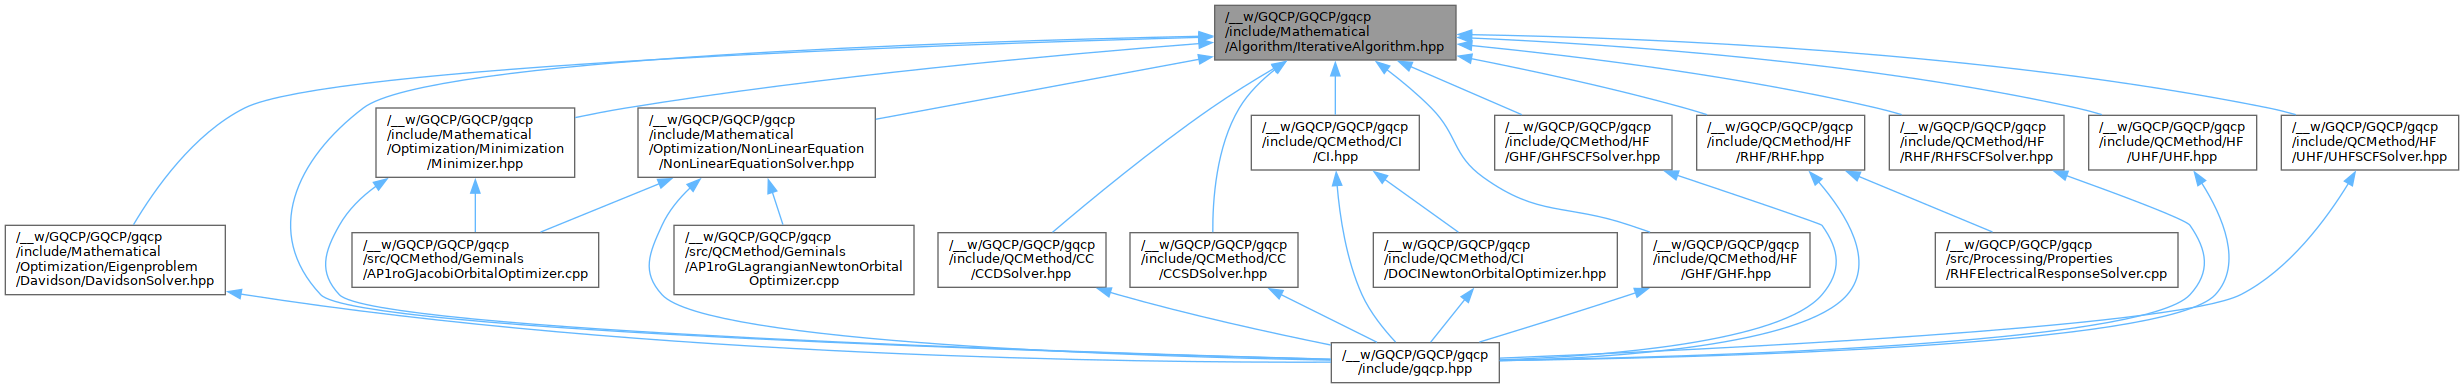 /__w/GQCP/GQCP/gqcp
/include/Mathematical
/Algorithm/IterativeAlgorithm.hpp
/__w/GQCP/GQCP/gqcp
/include/Mathematical
/Optimization/Minimization
/Minimizer.hpp
/__w/GQCP/GQCP/gqcp
/include/Mathematical
/Optimization/NonLinearEquation
/NonLinearEquationSolver.hpp
/__w/GQCP/GQCP/gqcp
/include/QCMethod/CI
/CI.hpp
/__w/GQCP/GQCP/gqcp
/include/QCMethod/HF
/GHF/GHFSCFSolver.hpp
/__w/GQCP/GQCP/gqcp
/include/QCMethod/HF
/RHF/RHF.hpp
/__w/GQCP/GQCP/gqcp
/include/QCMethod/HF
/RHF/RHFSCFSolver.hpp
/__w/GQCP/GQCP/gqcp
/include/QCMethod/HF
/UHF/UHF.hpp
/__w/GQCP/GQCP/gqcp
/include/QCMethod/HF
/UHF/UHFSCFSolver.hpp
/__w/GQCP/GQCP/gqcp
/include/Mathematical
/Optimization/Eigenproblem
/Davidson/DavidsonSolver.hpp
/__w/GQCP/GQCP/gqcp
/src/QCMethod/Geminals
/AP1roGJacobiOrbitalOptimizer.cpp
/__w/GQCP/GQCP/gqcp
/src/QCMethod/Geminals
/AP1roGLagrangianNewtonOrbital
Optimizer.cpp
/__w/GQCP/GQCP/gqcp
/include/QCMethod/CC
/CCDSolver.hpp
/__w/GQCP/GQCP/gqcp
/include/QCMethod/CC
/CCSDSolver.hpp
/__w/GQCP/GQCP/gqcp
/include/QCMethod/CI
/DOCINewtonOrbitalOptimizer.hpp
/__w/GQCP/GQCP/gqcp
/include/QCMethod/HF
/GHF/GHF.hpp
/__w/GQCP/GQCP/gqcp
/src/Processing/Properties
/RHFElectricalResponseSolver.cpp
/__w/GQCP/GQCP/gqcp
/include/gqcp.hpp